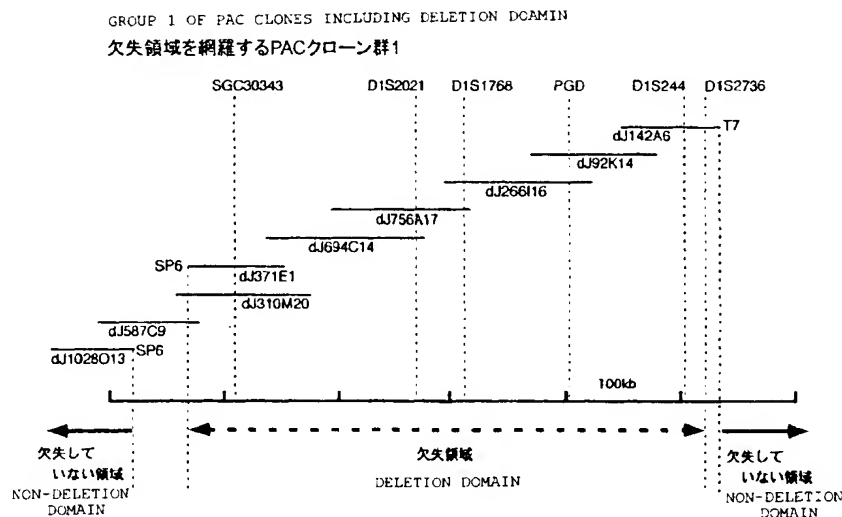 GROUP 1 OF PAC CLONES INCLUDING DELETION DOAMIN
欠失領域を網羅するPACクローン群1
SGC30343 D1S2021 D1S1768 PGD D1S244 D1S2736
T7
dJ142A6
dJ92K14
dJ266I16
dJ756A17
dJ694C14
SP6
dJ371E1
dJ310M20
dJ587C9
SP6
dJ1028O13
100kb
欠失して
いない領域
NON-DELETION
DOMAIN
欠失領域
DELETION DOMAIN
欠失して
いない領域
NON-DELETION
DOMAIN